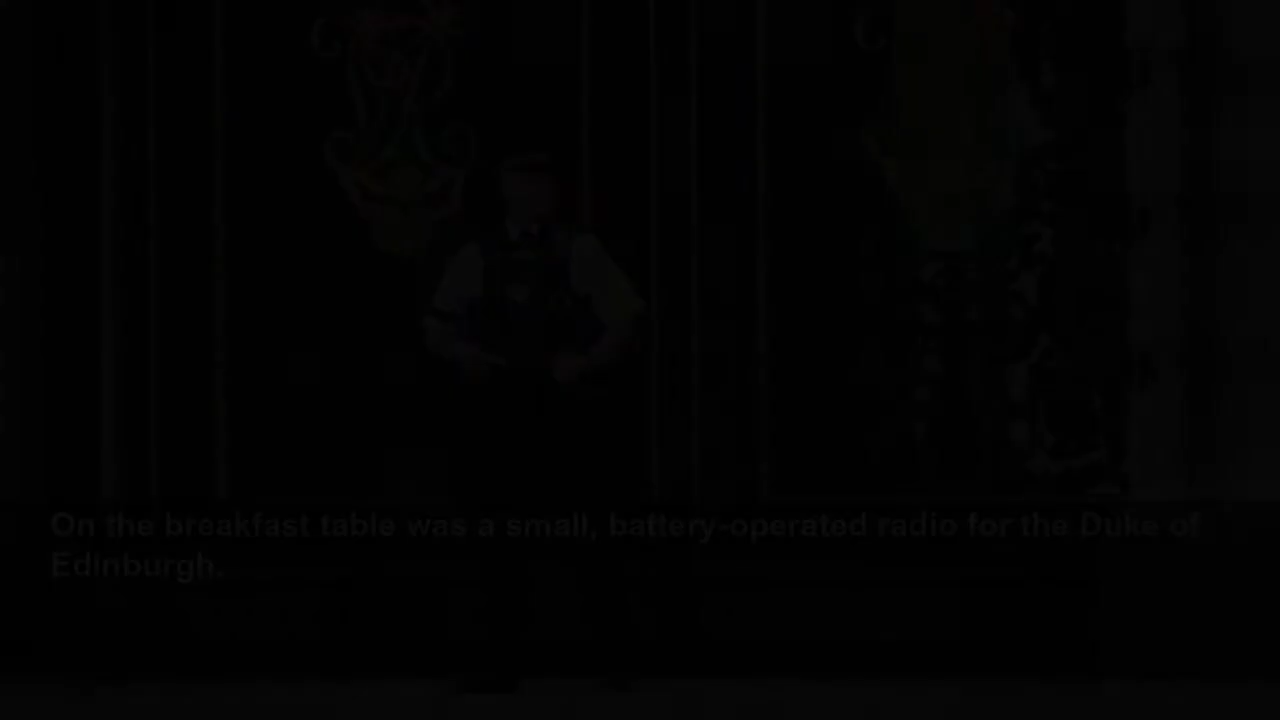 On the breakfast table was a small, battery-operated radio for the Duke of
Edinburgh.